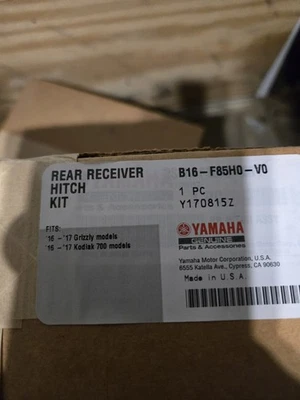 REAR RECEIVER
HITCH
KIT
B16-F85H0-V0
1 PC
Y170815Z
FITS:
16 - '17 Grizzly models
16 - '17 Kodiak 700 models
YAMAHA
GENUINE
Parts & Accessories
Yamaha Motor Corporation, U.S.A.
6555 Katella Ave., Cypress, CA 90630
Made in U.S.A.